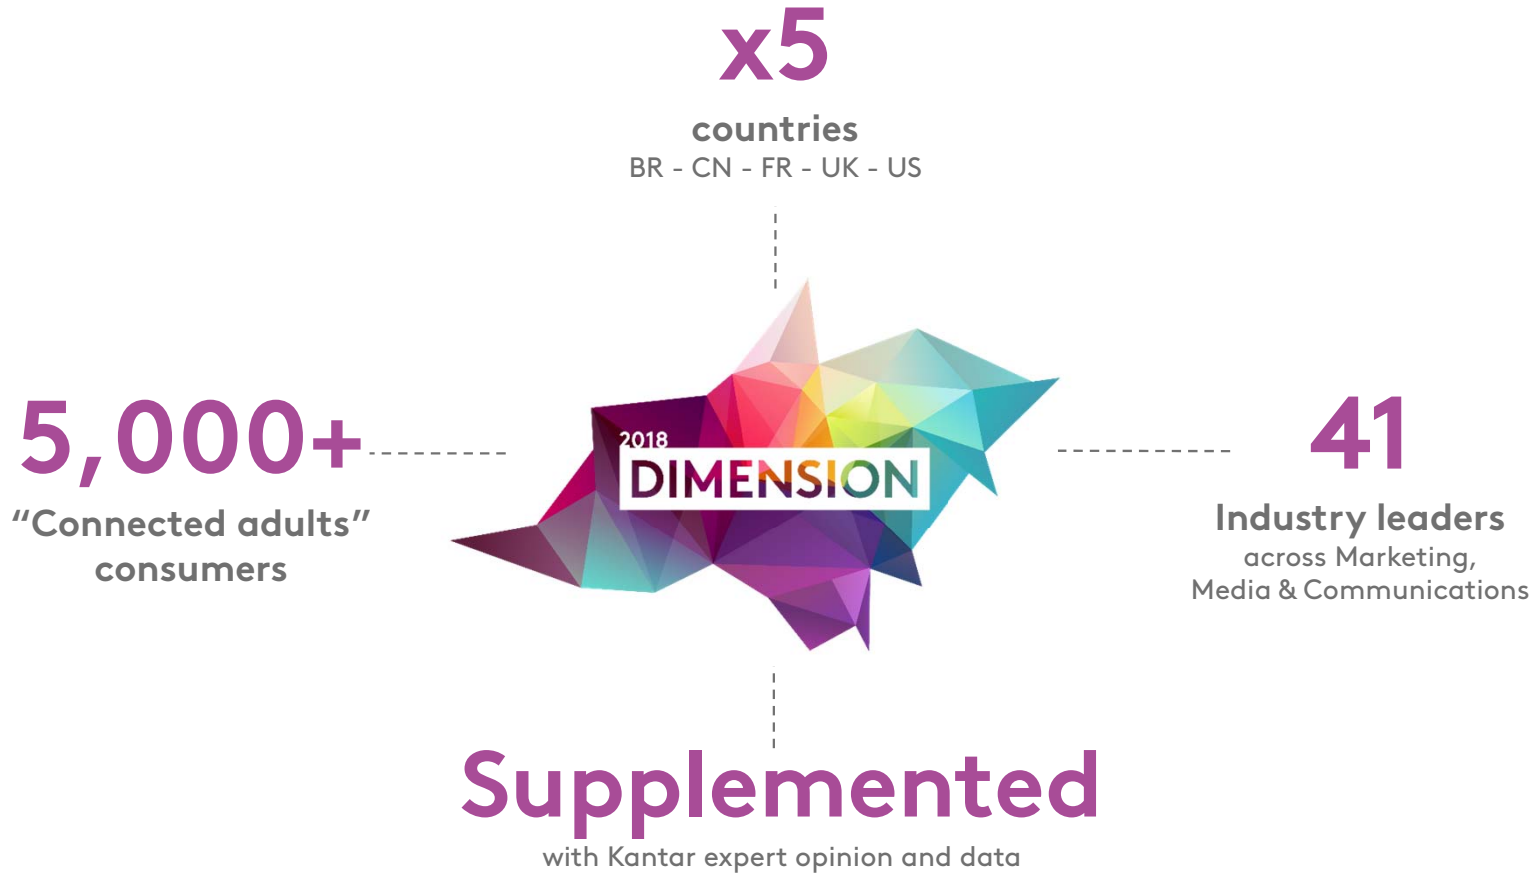 x5
countries
BR - CN - FR - UK - US
5,000+
“Connected adults”
consumers
2018
DIMENSION
41
Industry leaders
across Marketing,
Media & Communications
Supplemented
with Kantar expert opinion and data